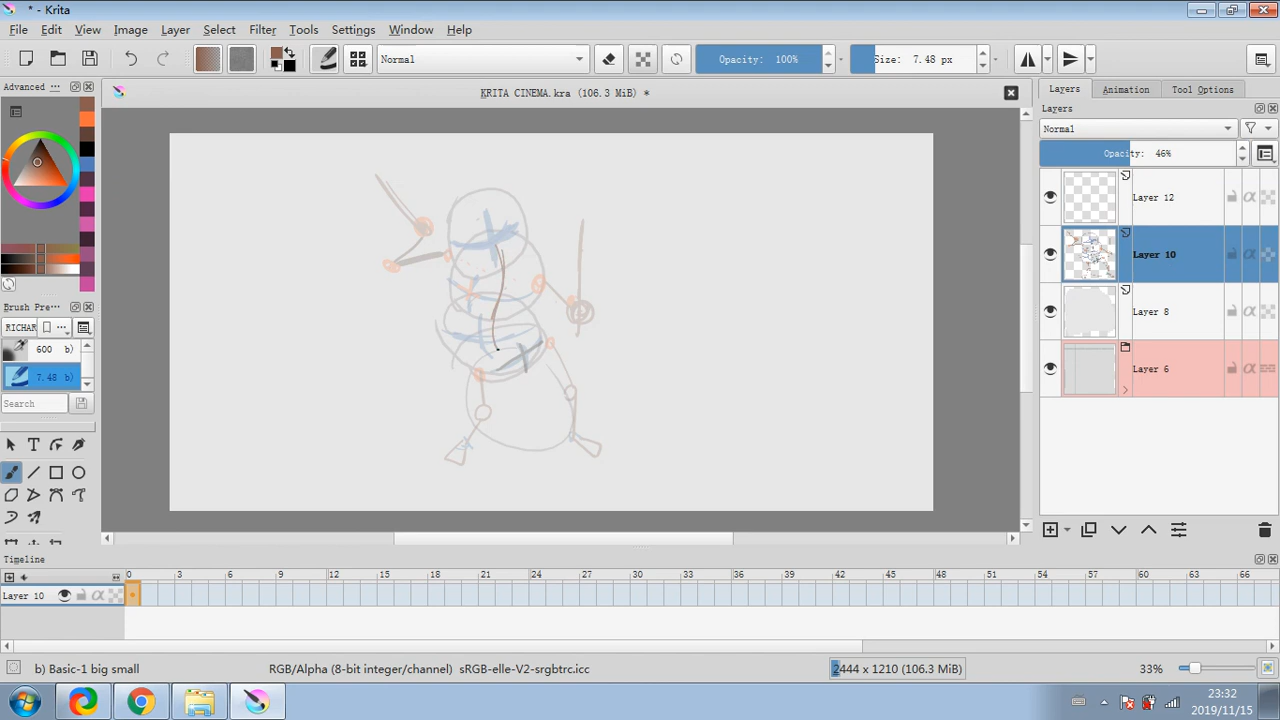 * - Krita
File Edit View Image Layer Select Filter Tools Settings Window Help
Normal Opacity: 100% Size: 7.48 px
Advanced ... KRITA CINEMA.kra (106.3 MiB) * Layers Animation Tool Options
Layers
Normal
Opacity: 46%
Layer 12
Layer 10
Layer 8
Layer 6
Brush Pre···
RICHAR ···
600 b)
7.48 b)
Search
Timeline
0 3 6 9 12 15 18 21 24 27 30 33 36 39 42 45 48 51 54 57 60 63 66
Layer 10
b) Basic-1 big small RGB/Alpha (8-bit integer/channel) sRGB-elle-V2-srgbtrc.icc 2444 x 1210 (106.3 MiB) 33%
23:32
2019/11/15